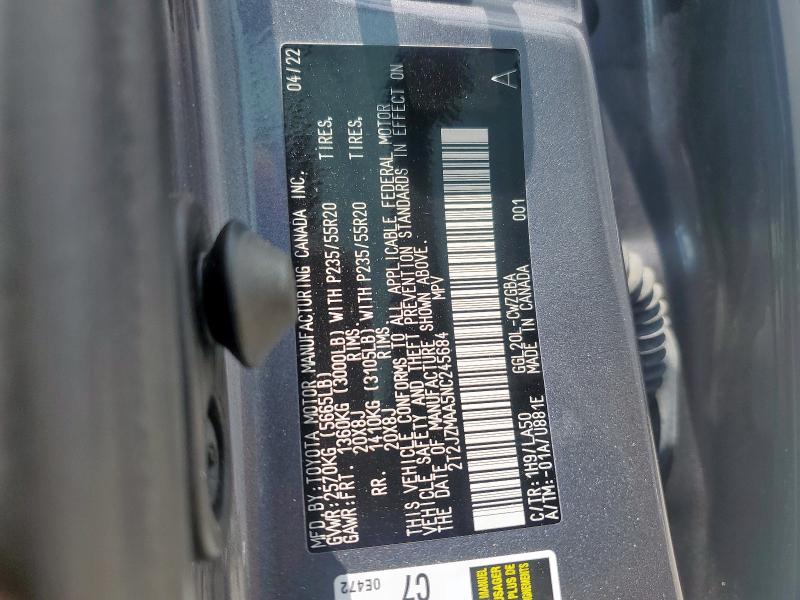 MFD BY: TOYOTA MOTOR MANUFACTURING CANADA INC. 04/22
GVWR: 2570KG (5665LB)
GAWR: FRT. 1360KG (3000LB) WITH P235/55R20 TIRES,
20X8J RIMS.
RR. 1410KG (3105LB) WITH P235/55R20 TIRES,
20X8J RIMS.
THIS VEHICLE CONFORMS TO ALL APPLICABLE FEDERAL MOTOR
VEHICLE SAFETY AND THEFT PREVENTION STANDARDS IN EFFECT ON
THE DATE OF MANUFACTURE SHOWN ABOVE.
2T2JZMAA5NC245684 MPV
A
C/TR: 1H9/LA50 GGL20L-CWZGBA 001
A/TM: -01A/U881E MADE IN CANADA
0E472
C7
MANUEL
PLUS DE